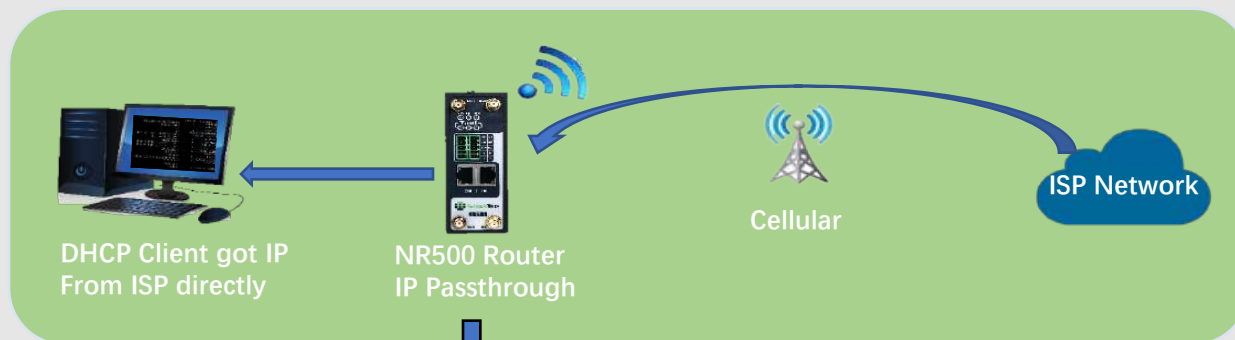 ISP Network
Cellular
DHCP Client got IP
From ISP directly
NR500 Router
IP Passthrough